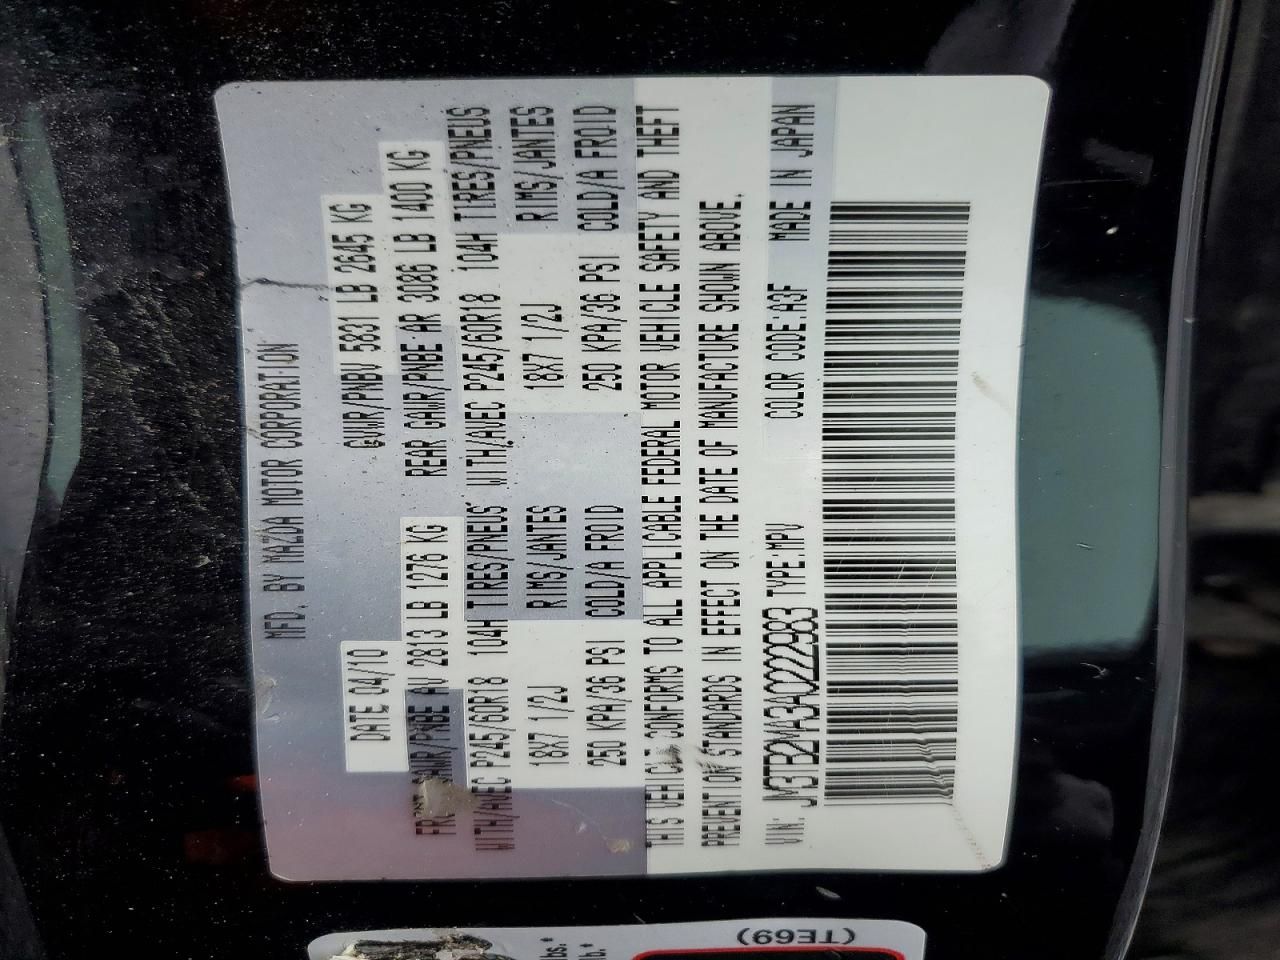 MFD. BY MAZDA MOTOR CORPORATION
DATE 04/10 GVWR/PNBV 5831 LB 2645 KG
GAWR/PNBE AV 2813 LB 1276 KG REAR GAWR/PNBE AR 3086 LB 1400 KG
WITH/AVEC P245/60R18 104H TIRES/PNEUS WITH/AVEC P245/60R18 104H TIRES/PNEUS
18X7 1/2J RIMS/JANTES 18X7 1/2J RIMS/JANTES
250 KPA/36 PSI COLD/A FROID 250 KPA/36 PSI COLD/A FROID
THIS VEHICLE CONFORMS TO ALL APPLICABLE FEDERAL MOTOR VEHICLE SAFETY AND THEFT
PREVENTION STANDARDS IN EFFECT ON THE DATE OF MANUFACTURE SHOWN ABOVE.
VIN: JM3TB2MA3A0222983 TYPE:MPV COLOR CODE:A3F MADE IN JAPAN
(TE69)